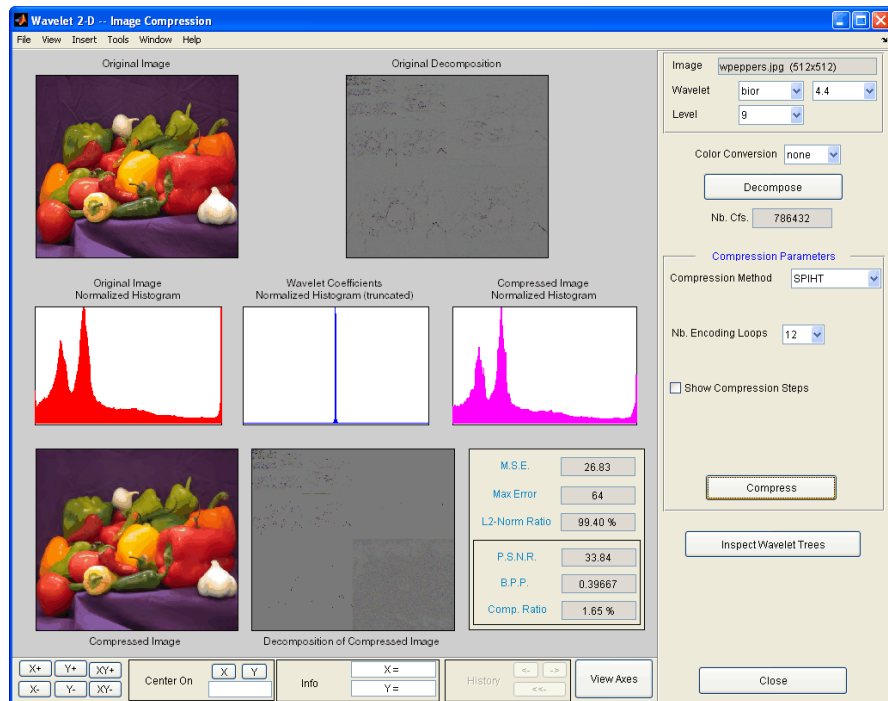 Wavelet 2-D -- Image Compression
File View Insert Tools Window Help
Original Image
Original Decomposition
Original Image
Normalized Histogram
Wavelet Coefficients
Normalized Histogram (truncated)
Compressed Image
Normalized Histogram
Compressed Image
Decomposition of Compressed Image
M.S.E. 26.83
Max Error 64
L2-Norm Ratio 99.40 %
P.S.N.R. 33.84
B.P.P. 0.39667
Comp. Ratio 1.65 %
Image wpeppers.jpg (512x512)
Wavelet bior 4.4
Level 9
Color Conversion none
Decompose
Nb. Cfs. 786432
Compression Parameters
Compression Method SPIHT
Nb. Encoding Loops 12
Show Compression Steps
Compress
Inspect Wavelet Trees
Close
X+ Y+ XY+
X- Y- XY-
Center On X Y
Info X =
Y =
History <- ->
<<-
View Axes